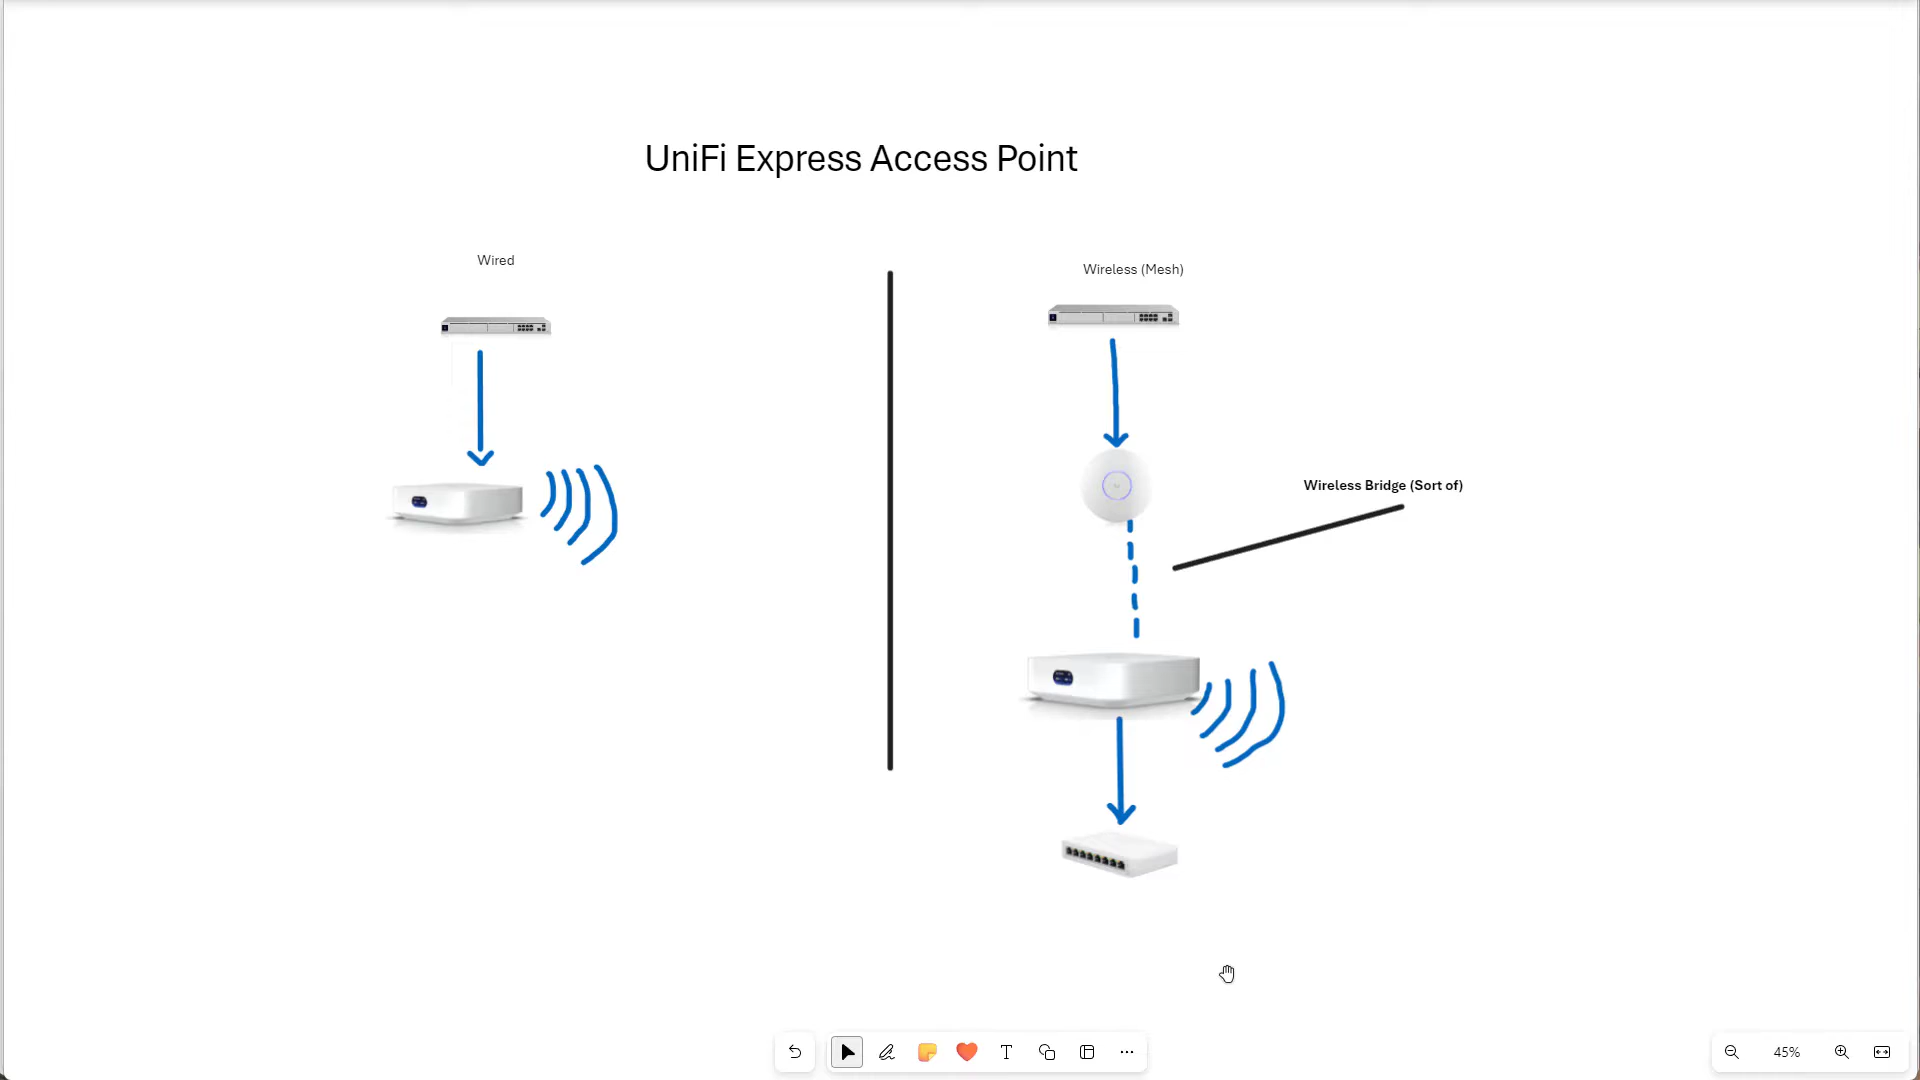 UniFi Express Access Point
Wired
Wireless (Mesh)
Wireless Bridge (Sort of)
45%